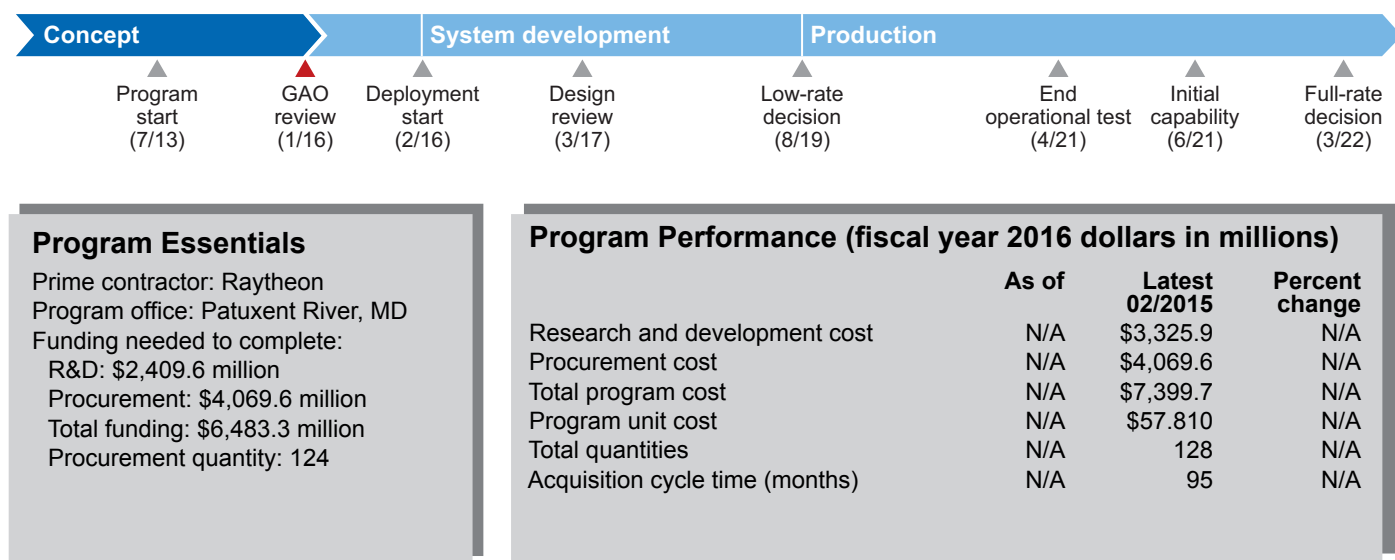 Concept
System development
Production
Program
start
(7/13)
GAO
review
(1/16)
Deployment
start
(2/16)
Design
review
(3/17)
Low-rate
decision
(8/19)
End
operational test
(4/21)
Initial
capability
(6/21)
Full-rate
decision
(3/22)
Program Essentials
Prime contractor: Raytheon
Program office: Patuxent River, MD
Funding needed to complete:
R&D: $2,409.6 million
Procurement: $4,069.6 million
Total funding: $6,483.3 million
Procurement quantity: 124
Program Performance (fiscal year 2016 dollars in millions)
As of Latest Percent
02/2015 change
Research and development cost N/A $3,325.9 N/A
Procurement cost N/A $4,069.6 N/A
Total program cost N/A $7,399.7 N/A
Program unit cost N/A $57.810 N/A
Total quantities N/A 128 N/A
Acquisition cycle time (months) N/A 95 N/A